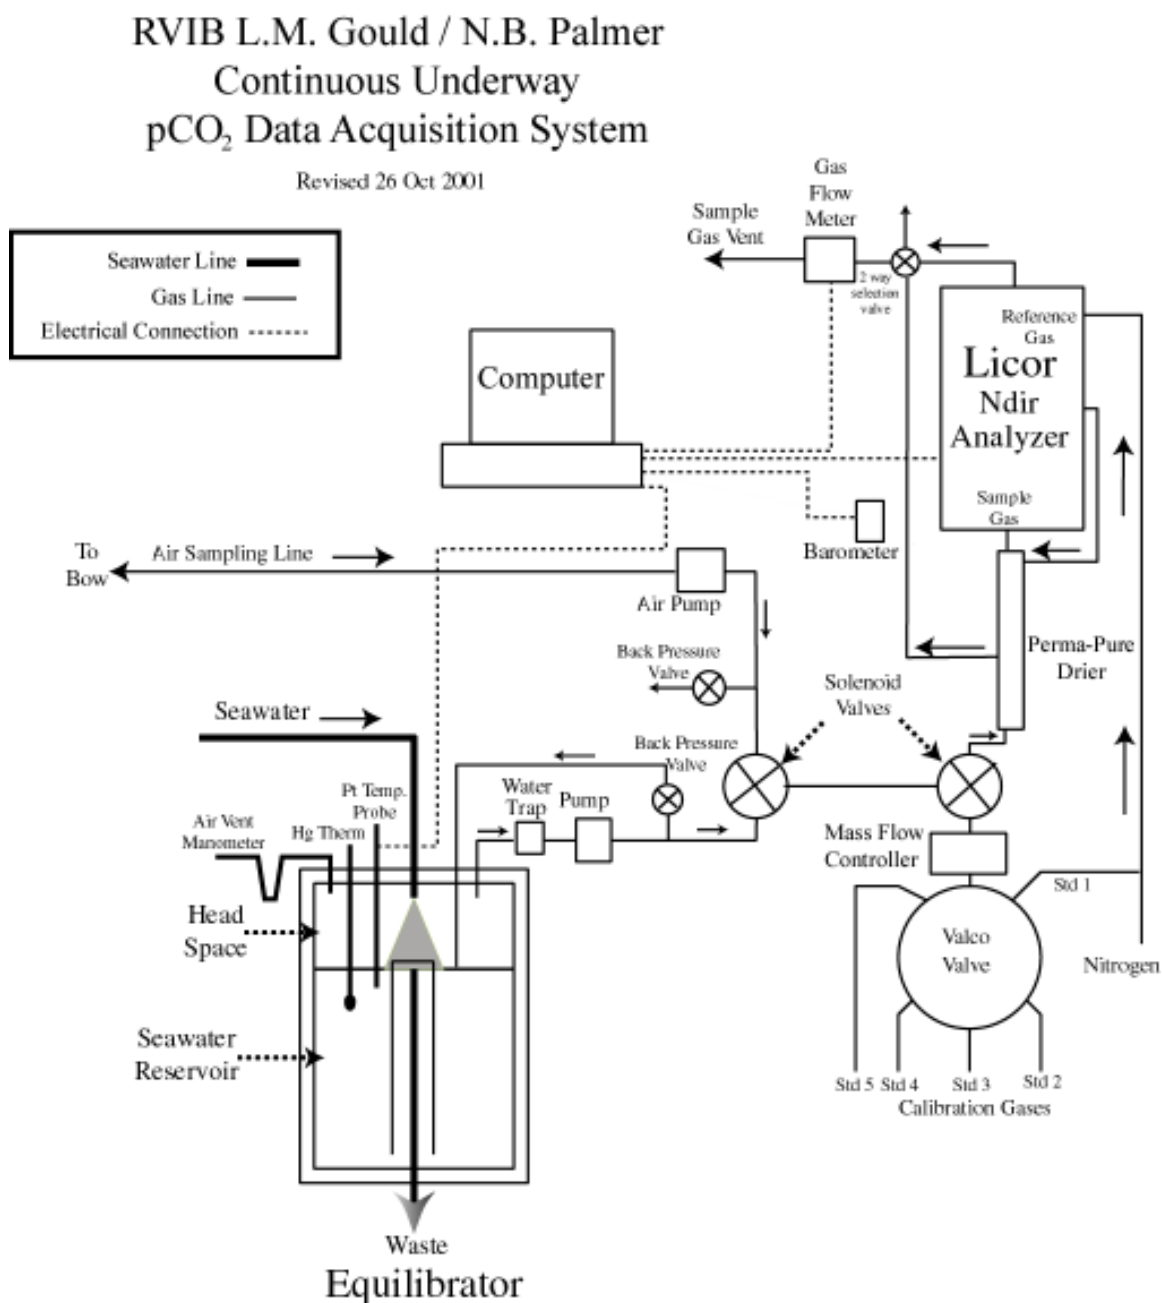 RVIB L.M. Gould / N.B. Palmer
Continuous Underway
pCO₂ Data Acquisition System
Revised 26 Oct 2001
Seawater Line
Gas Line
Electrical Connection
Gas
Flow
Meter
Sample
Gas Vent
2 way
selection
valve
Reference
Gas
Licor
Ndir
Analyzer
Sample
Gas
Computer
Barometer
To
Bow
Air Sampling Line
Air Pump
Back Pressure
Valve
Perma-Pure
Drier
Solenoid
Valves
Seawater
Back Pressure
Valve
Water
Trap
Pump
Pt Temp.
Probe
Hg Therm
Air Vent
Manometer
Mass Flow
Controller
Std 1
Head
Space
Valco
Valve
Nitrogen
Seawater
Reservoir
Std 5
Std 4
Std 3
Std 2
Calibration Gases
Waste
Equilibrator